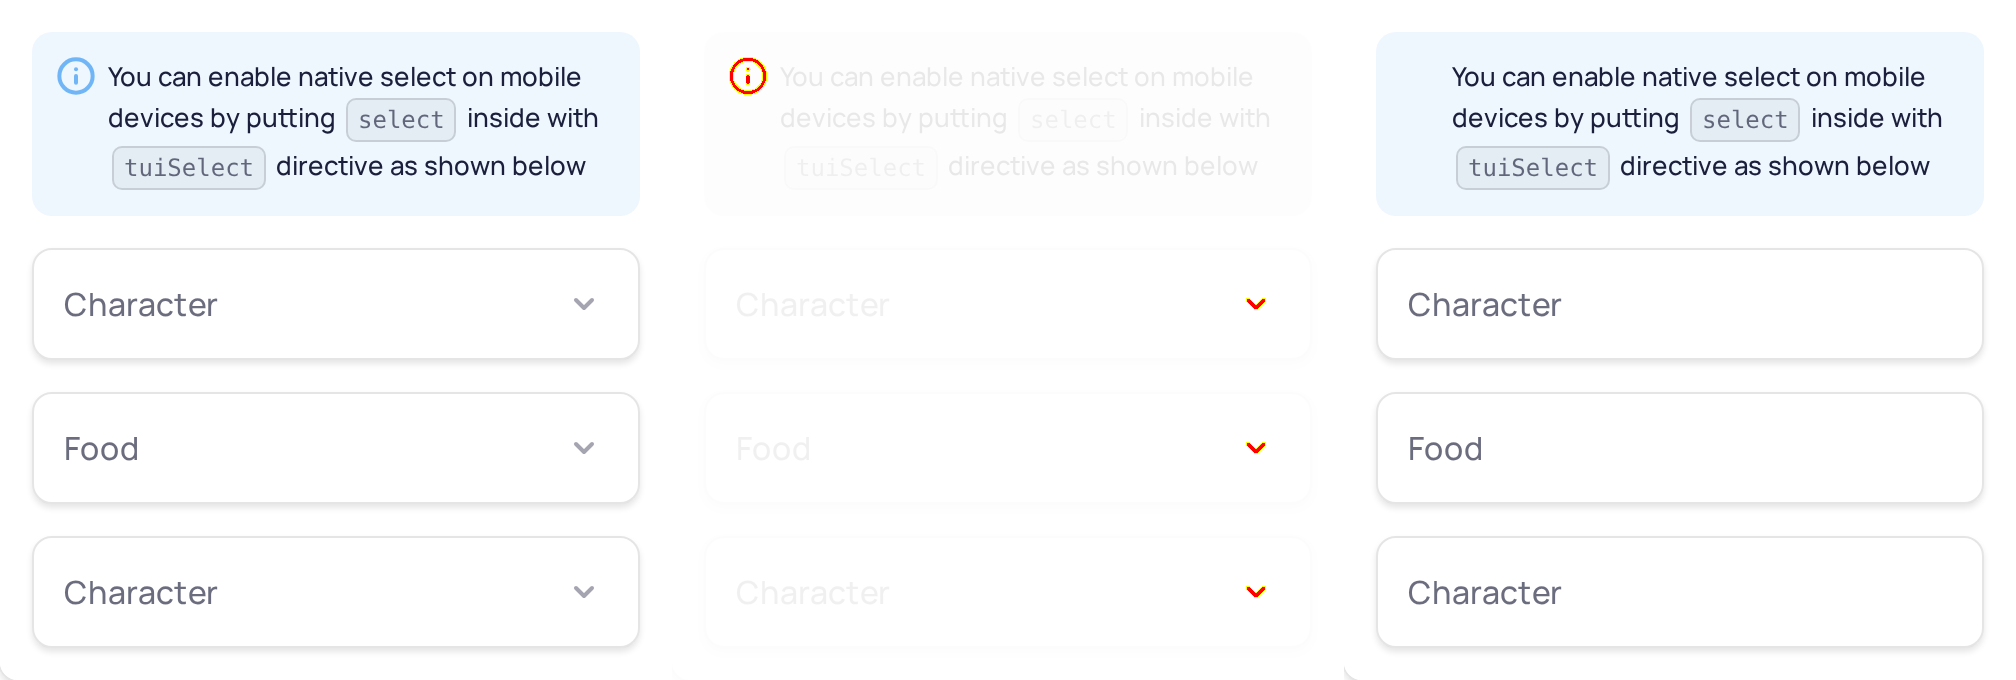 You can enable native select on mobile
devices by putting select inside with
tuiSelect directive as shown below
Character
Food
Character
You can enable native select on mobile
devices by putting select inside with
tuiSelect directive as shown below
Character
Food
Character
You can enable native select on mobile
devices by putting select inside with
tuiSelect directive as shown below
Character
Food
Character